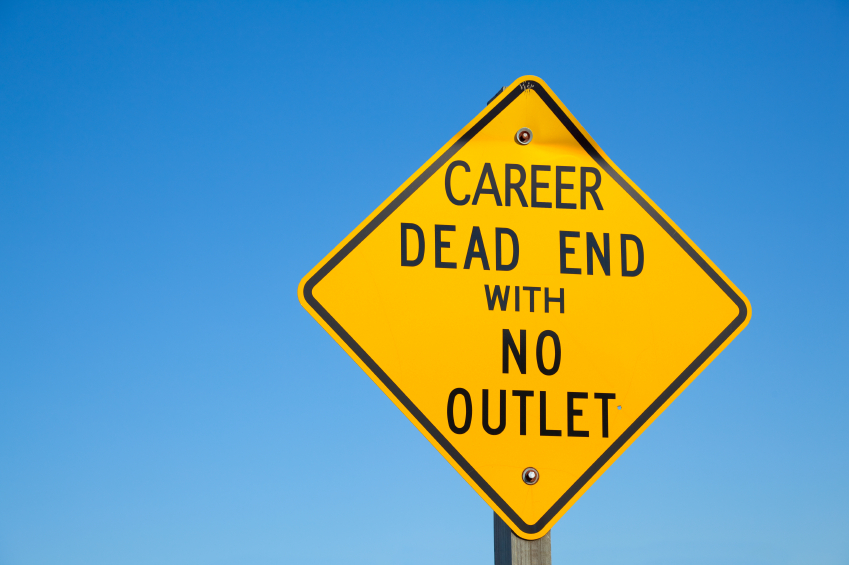 CAREER
DEAD END
WITH
NO
OUTLET